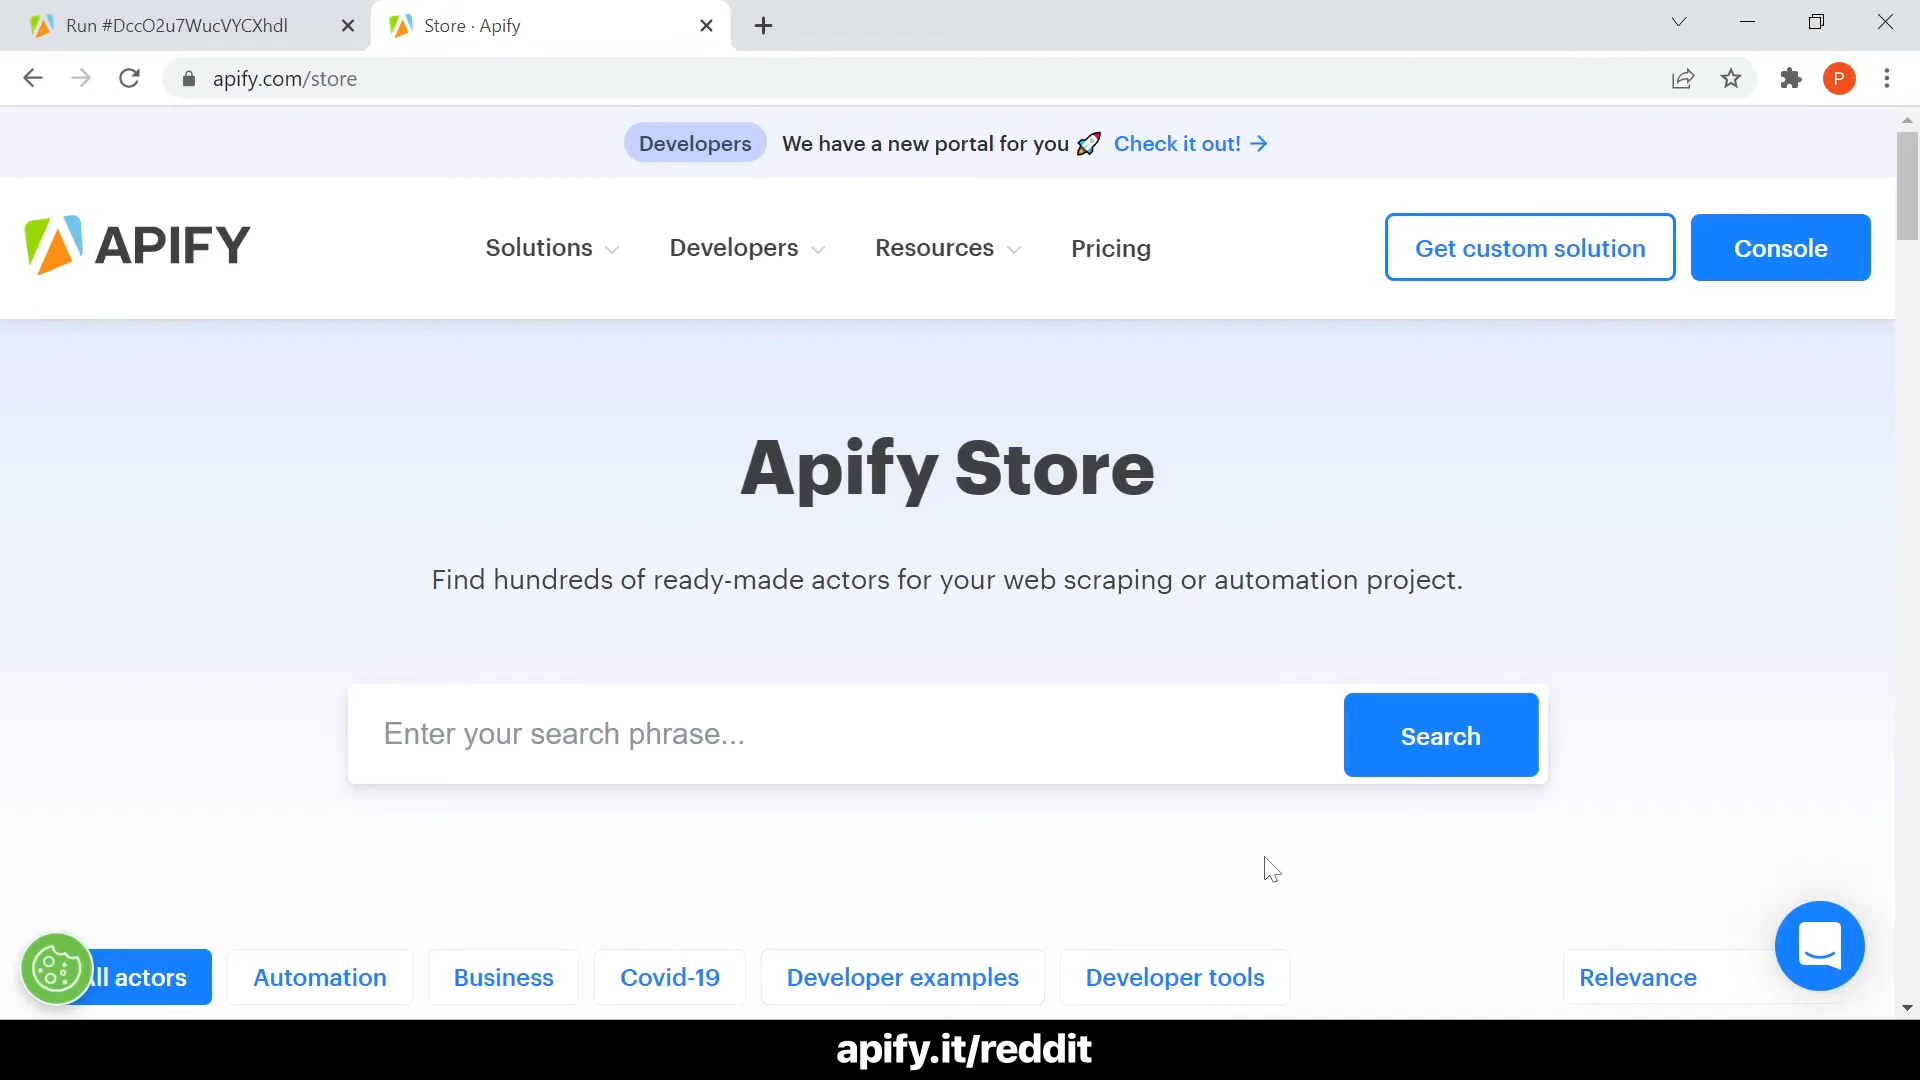 Run #DccO2u7WucVYCXhdl
Store · Apify
apify.com/store
P
Developers We have a new portal for you 🚀 Check it out! →
APIFY
Solutions Developers Resources Pricing
Get custom solution
Console
Apify Store
Find hundreds of ready-made actors for your web scraping or automation project.
Enter your search phrase...
Search
ll actors
Automation
Business
Covid-19
Developer examples
Developer tools
Relevance
apify.it/reddit